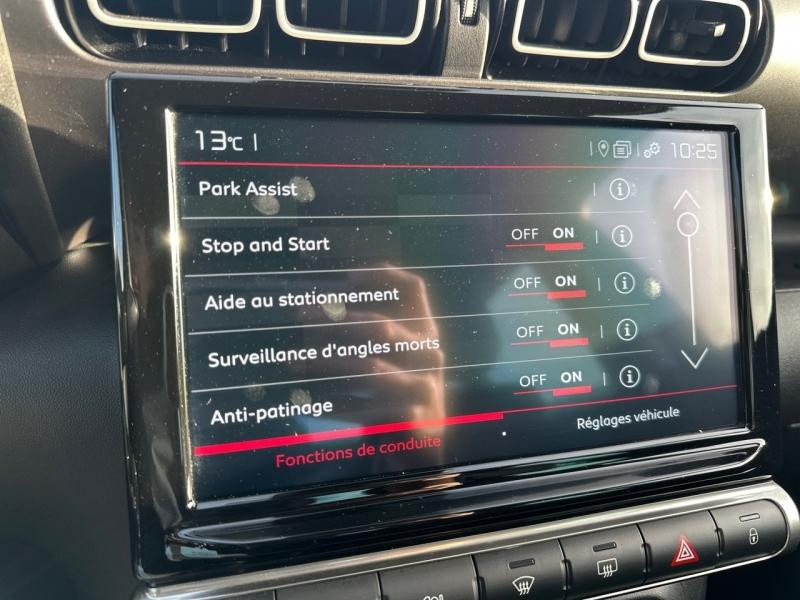 13°C
10:25
Park Assist
Stop and Start OFF ON
Aide au stationnement OFF ON
Surveillance d'angles morts OFF ON
Anti-patinage OFF ON
Fonctions de conduite
Réglages véhicule